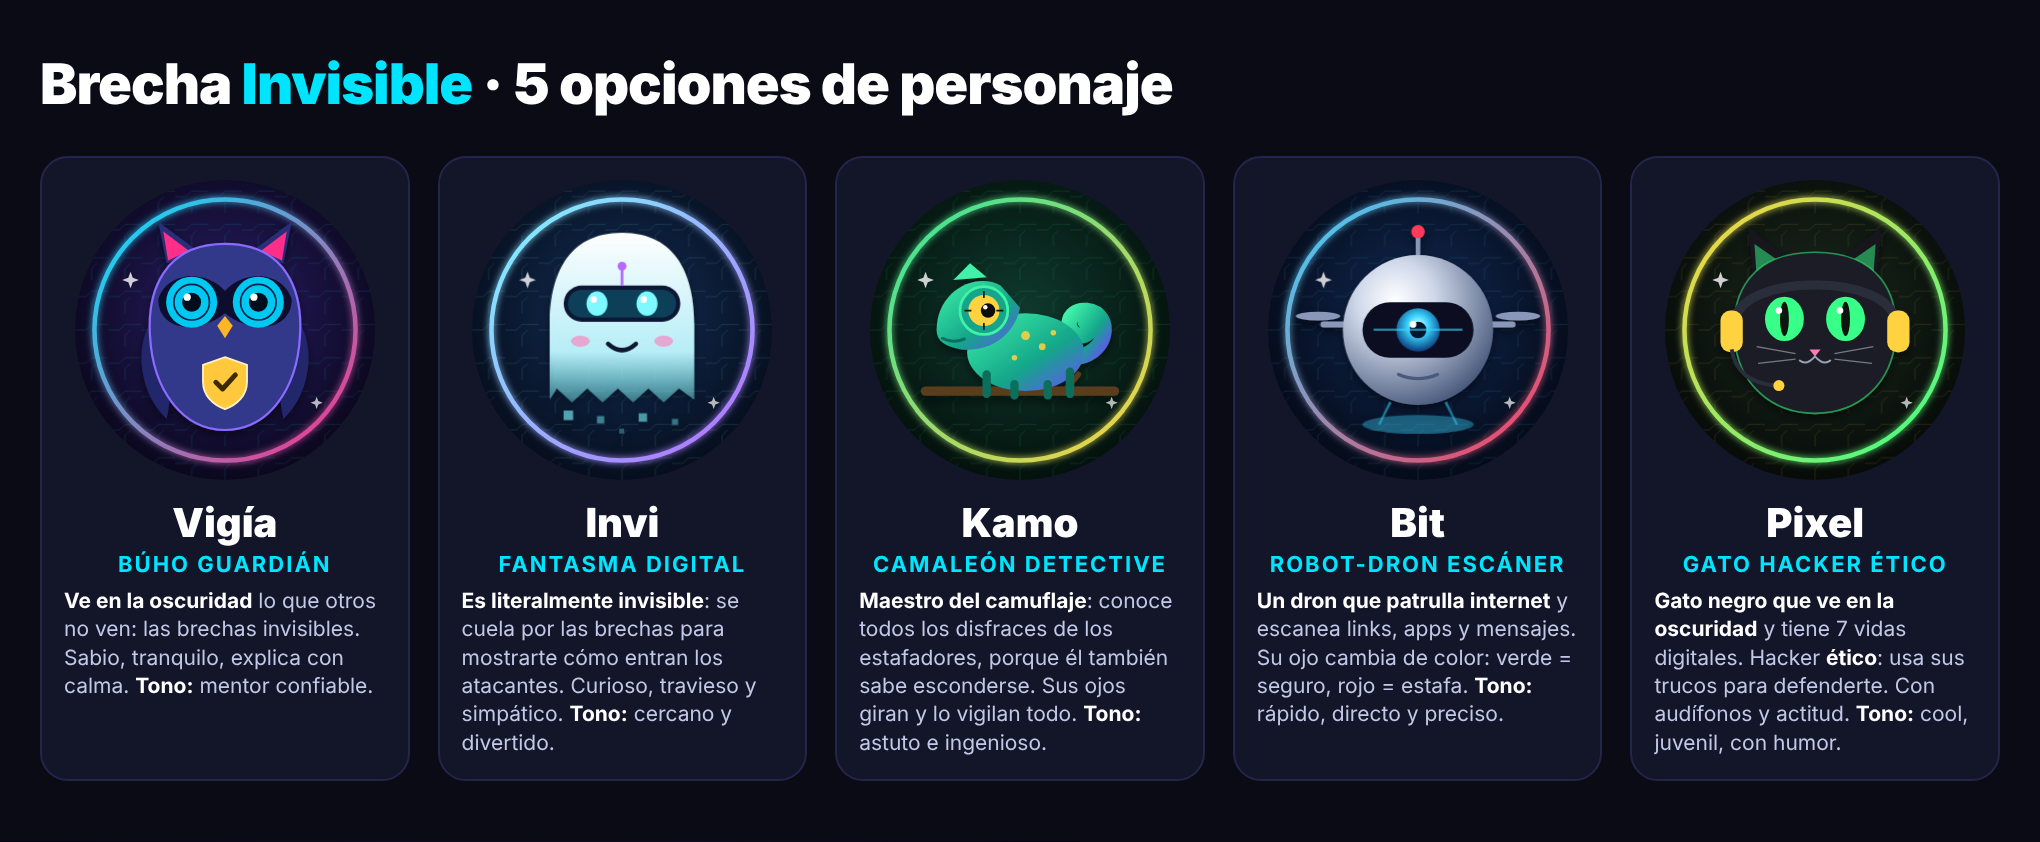 Brecha Invisible · 5 opciones de personaje
Vigía
BÚHO GUARDIÁN
Ve en la oscuridad lo que otros
no ven: las brechas invisibles.
Sabio, tranquilo, explica con
calma. Tono: mentor confiable.
Invi
FANTASMA DIGITAL
Es literalmente invisible: se
cuela por las brechas para
mostrarte cómo entran los
atacantes. Curioso, travieso y
simpático. Tono: cercano y
divertido.
Kamo
CAMALEÓN DETECTIVE
Maestro del camuflaje: conoce
todos los disfraces de los
estafadores, porque él también
sabe esconderse. Sus ojos
giran y lo vigilan todo. Tono:
astuto e ingenioso.
Bit
ROBOT-DRON ESCÁNER
Un dron que patrulla internet y
escanea links, apps y mensajes.
Su ojo cambia de color: verde =
seguro, rojo = estafa. Tono:
rápido, directo y preciso.
Pixel
GATO HACKER ÉTICO
Gato negro que ve en la
oscuridad y tiene 7 vidas
digitales. Hacker ético: usa sus
trucos para defenderte. Con
audífonos y actitud. Tono: cool,
juvenil, con humor.